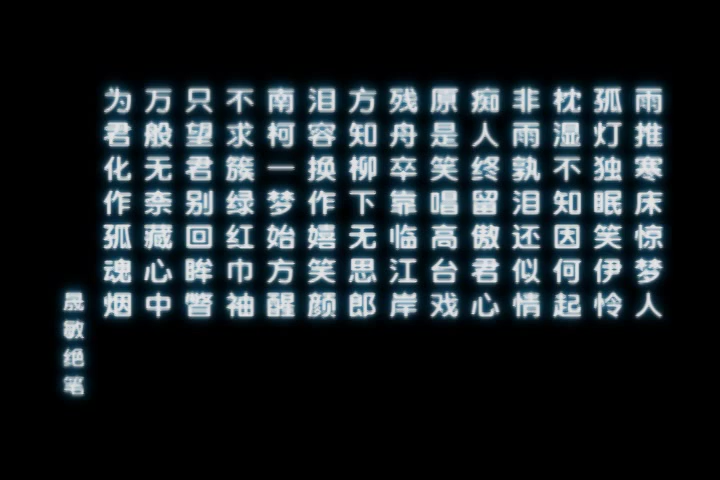 雨推寒床惊梦人
孤灯独眠笑伊怜
枕湿不知因何起
非雨孰泪还似情
痴人终留傲君心
原是笑唱高台戏
残舟卒靠临江岸
方知柳下无思郎
泪容换作嬉笑颜
南柯一梦始方醒
不求簇绿红巾袖
只望君别回眸瞥
万般无奈藏心中
为君化作孤魂烟
晟敏绝笔